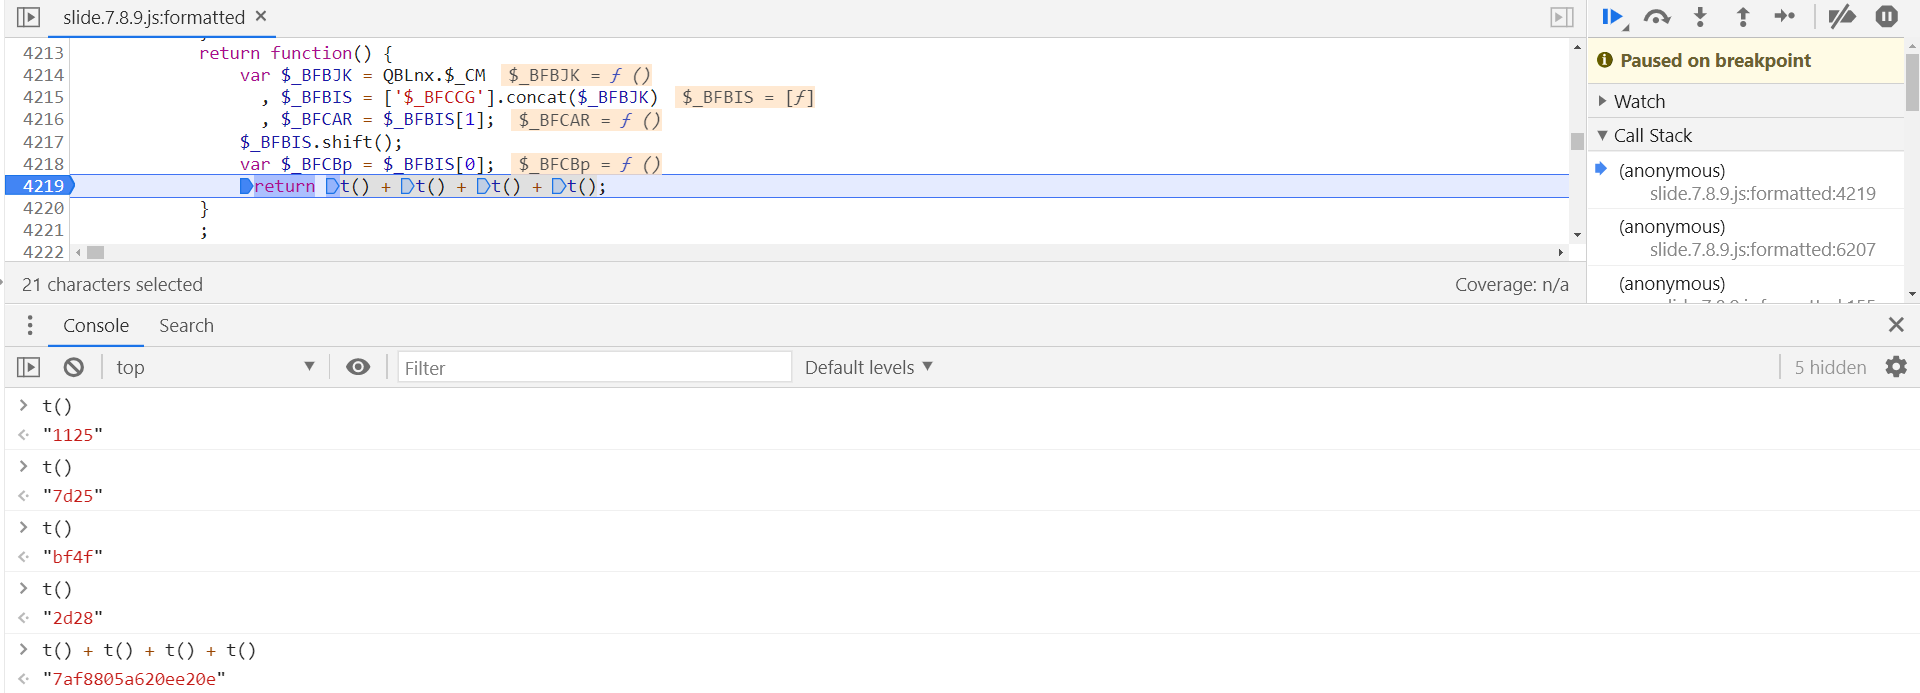 slide.7.8.9.js:formatted ×
4213 return function() {
4214 var $_BFBJK = QBLnx.$_CM $_BFBJK = ƒ ()
4215 , $_BFBIS = ['$_BFCCG'].concat($_BFBJK) $_BFBIS = [ƒ]
4216 , $_BFCAR = $_BFBIS[1]; $_BFCAR = ƒ ()
4217 $_BFBIS.shift();
4218 var $_BFCBp = $_BFBIS[0]; $_BFCBp = ƒ ()
4219 return t() + t() + t() + t();
4220 }
4221 ;
4222
21 characters selected
Coverage: n/a
Paused on breakpoint
Watch
Call Stack
(anonymous)
slide.7.8.9.js:formatted:4219
(anonymous)
slide.7.8.9.js:formatted:6207
(anonymous)
Console Search
top
Filter
Default levels
5 hidden
> t()
"1125"
> t()
"7d25"
> t()
"bf4f"
> t()
"2d28"
> t() + t() + t() + t()
"7af8805a620ee20e"